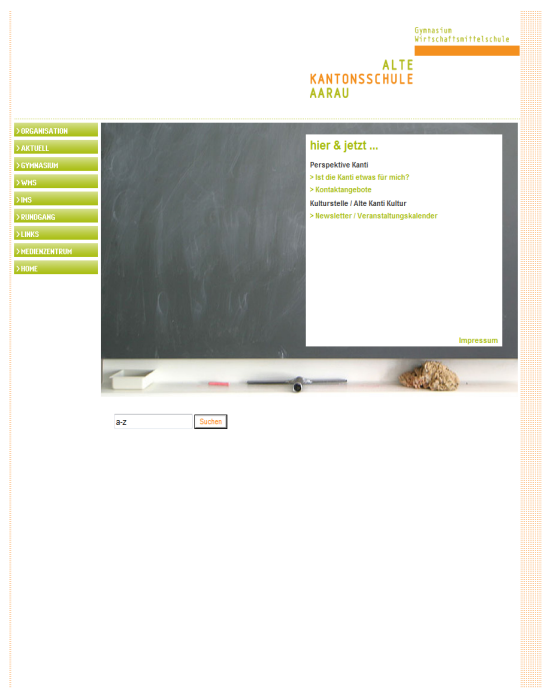 Gymnasium
Wirtschaftsmittelschule
ALTE
KANTONSSCHULE
AARAU
> ORGANISATION
> AKTUELL
> GYMNASIUM
> WMS
> IMS
> RUNDGANG
> LINKS
> MEDIENZENTRUM
> HOME
hier & jetzt ...
Perspektive Kanti
> Ist die Kanti etwas für mich?
> Kontaktangebote
Kulturstelle / Alte Kanti Kultur
> Newsletter / Veranstaltungskalender
Impressum
a-z Suchen